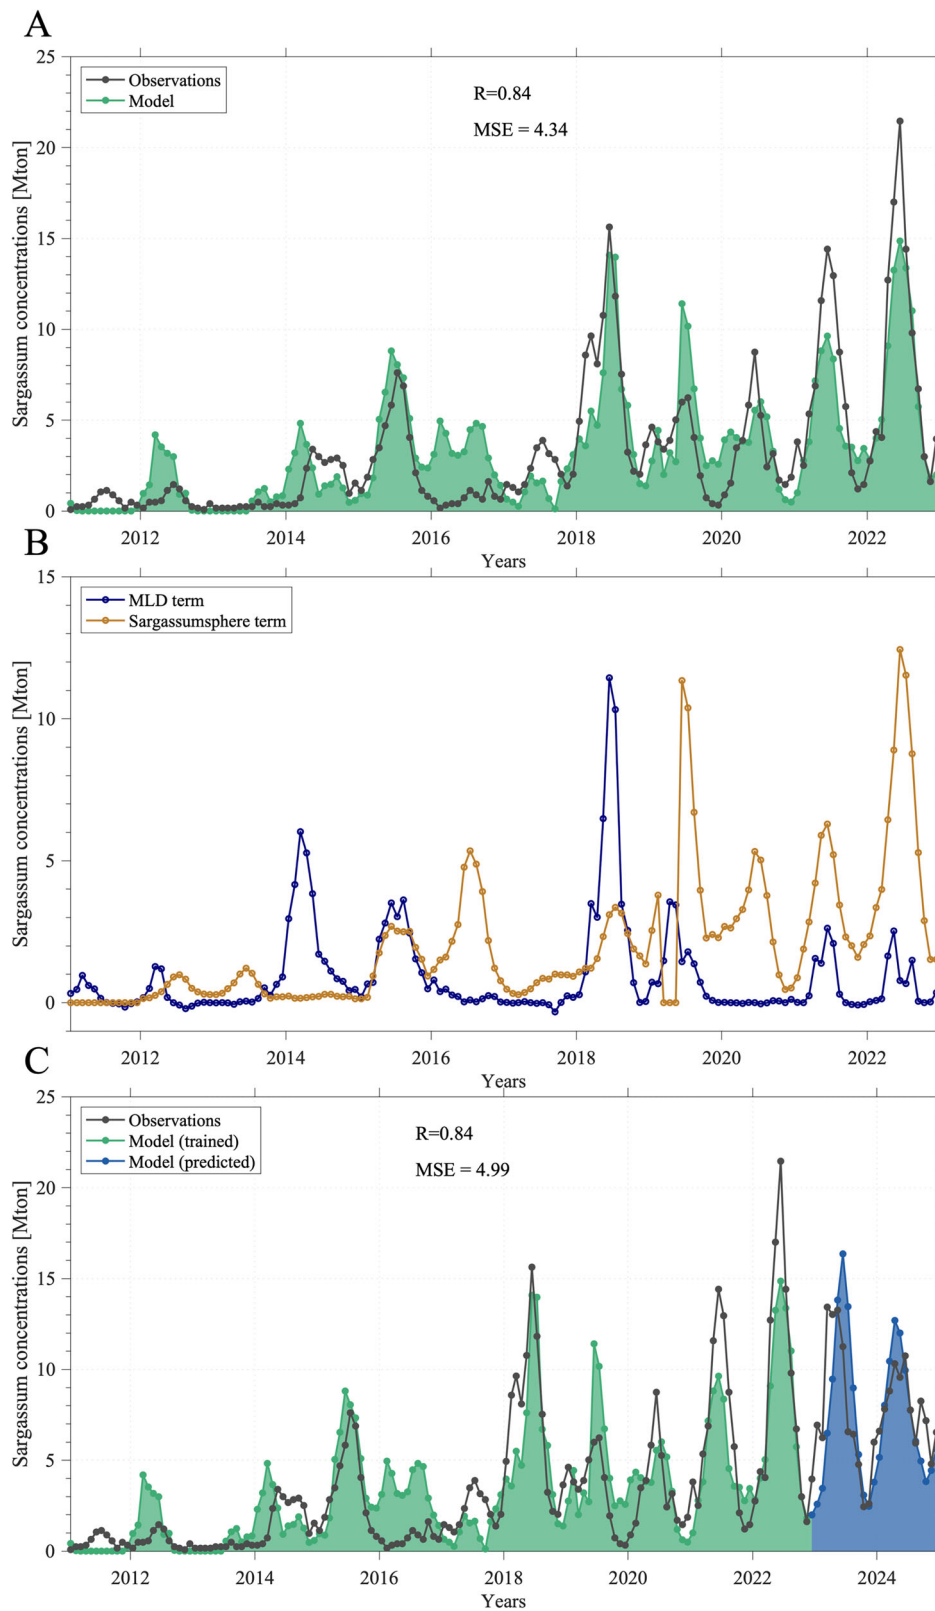 A
25
20
15
10
5
0
Sargassum concentrations [Mton]
Observations
Model
R=0.84
MSE = 4.34
2012 2014 2016 2018 2020 2022
Years
B
15
10
5
0
Sargassum concentrations [Mton]
MLD term
Sargassumsphere term
2012 2014 2016 2018 2020 2022
Years
C
25
20
15
10
5
0
Sargassum concentrations [Mton]
Observations
Model (trained)
Model (predicted)
R=0.84
MSE = 4.99
2012 2014 2016 2018 2020 2022 2024
Years